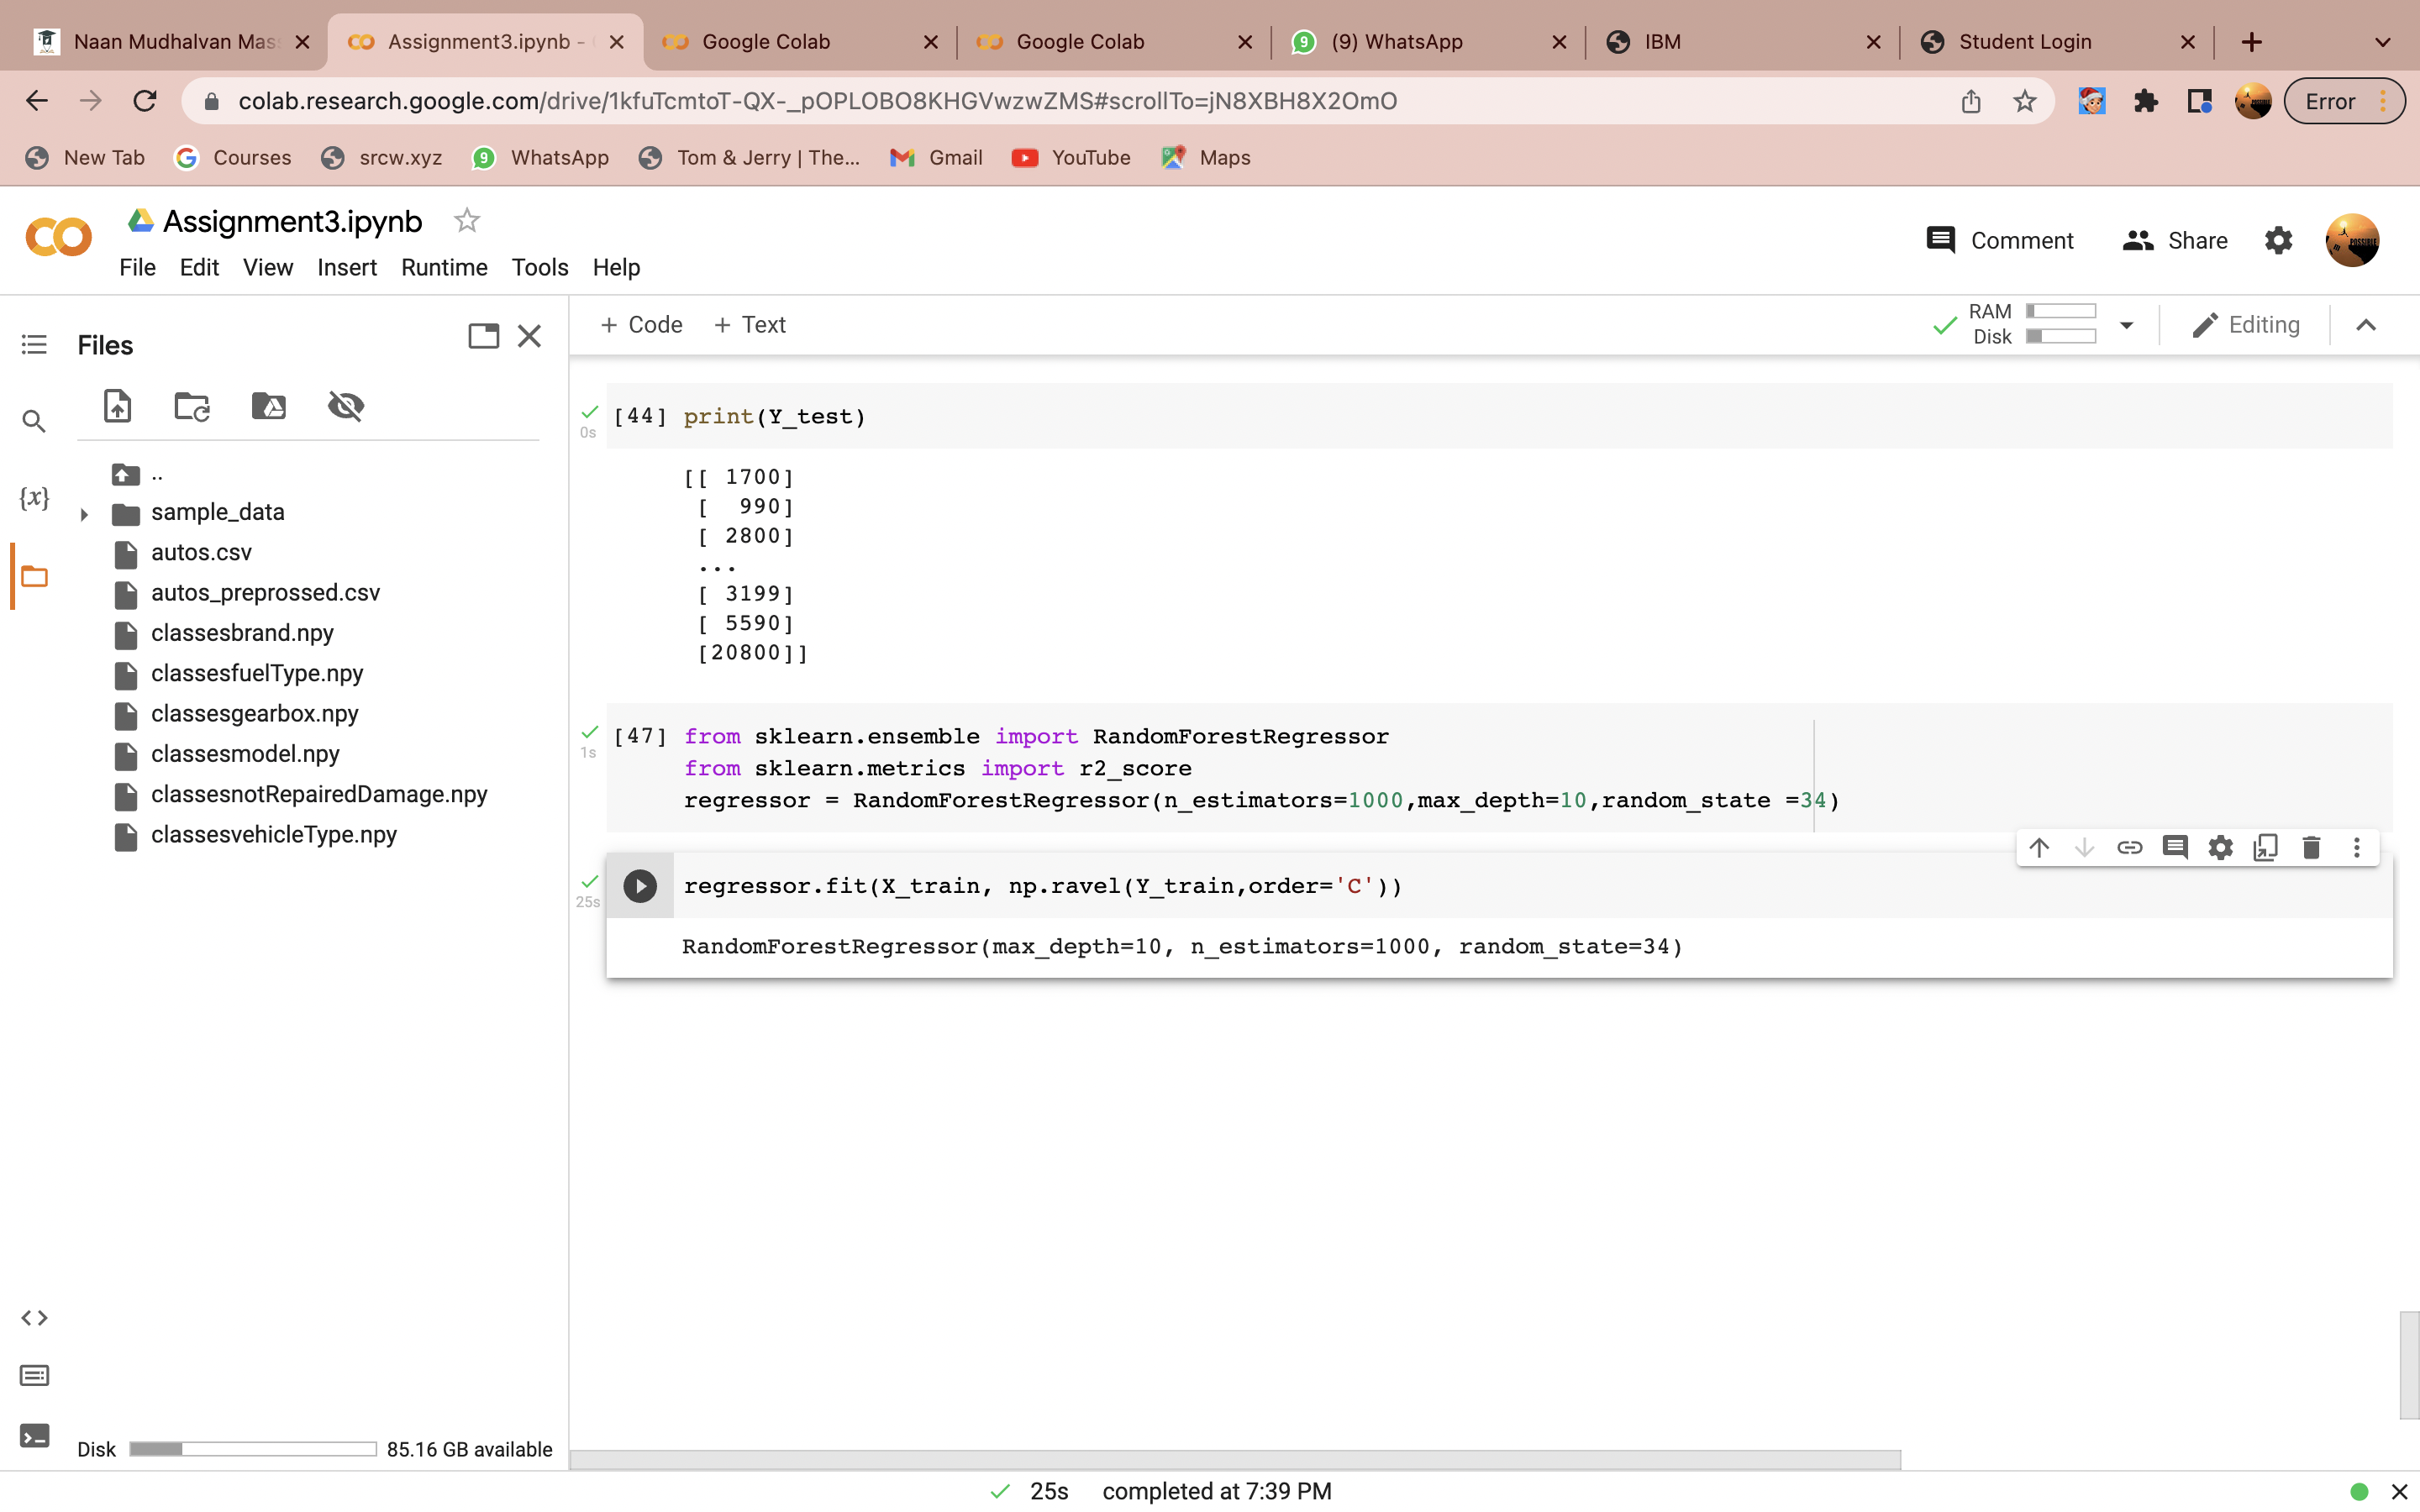 Naan Mudhalvan Mas
Assignment3.ipynb -
Google Colab
Google Colab
9
(9) WhatsApp
IBM
Student Login
colab.research.google.com/drive/1kfuTcmtoT-QX-_pOPLOBO8KHGVwzwZMS#scrollTo=jN8XBH8X2OmO
Error
New Tab
Courses
srcw.xyz
9
WhatsApp
Tom & Jerry | The...
Gmail
YouTube
Maps
Assignment3.ipynb
File Edit View Insert Runtime Tools Help
Comment
Share
Files
+ Code + Text
RAM
Disk
Editing
{x}
..
sample_data
autos.csv
autos_preprossed.csv
classesbrand.npy
classesfuelType.npy
classesgearbox.npy
classesmodel.npy
classesnotRepairedDamage.npy
classesvehicleType.npy
Disk
85.16 GB available
0s
[44] print(Y_test)
[[ 1700]
[ 990]
[ 2800]
...
[ 3199]
[ 5590]
[20800]]
1s
[47] from sklearn.ensemble import RandomForestRegressor
from sklearn.metrics import r2_score
regressor = RandomForestRegressor(n_estimators=1000,max_depth=10,random_state =34)
25s
regressor.fit(X_train, np.ravel(Y_train,order='C'))
RandomForestRegressor(max_depth=10, n_estimators=1000, random_state=34)
25s completed at 7:39 PM